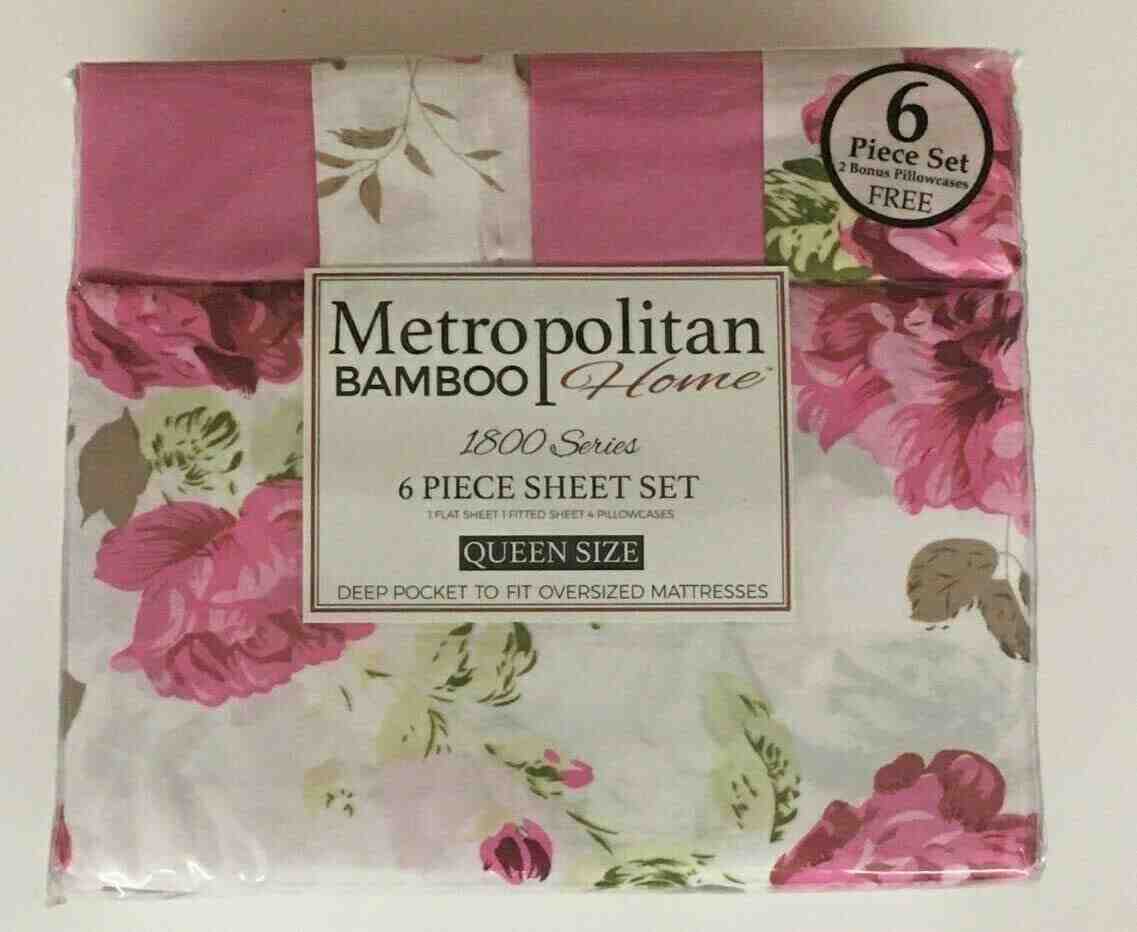 6
Piece Set
2 Bonus Pillowcases
FREE
Metropolitan
BAMBOO Home™
1800 Series
6 PIECE SHEET SET
1 FLAT SHEET 1 FITTED SHEET 4 PILLOWCASES
QUEEN SIZE
DEEP POCKET TO FIT OVERSIZED MATTRESSES